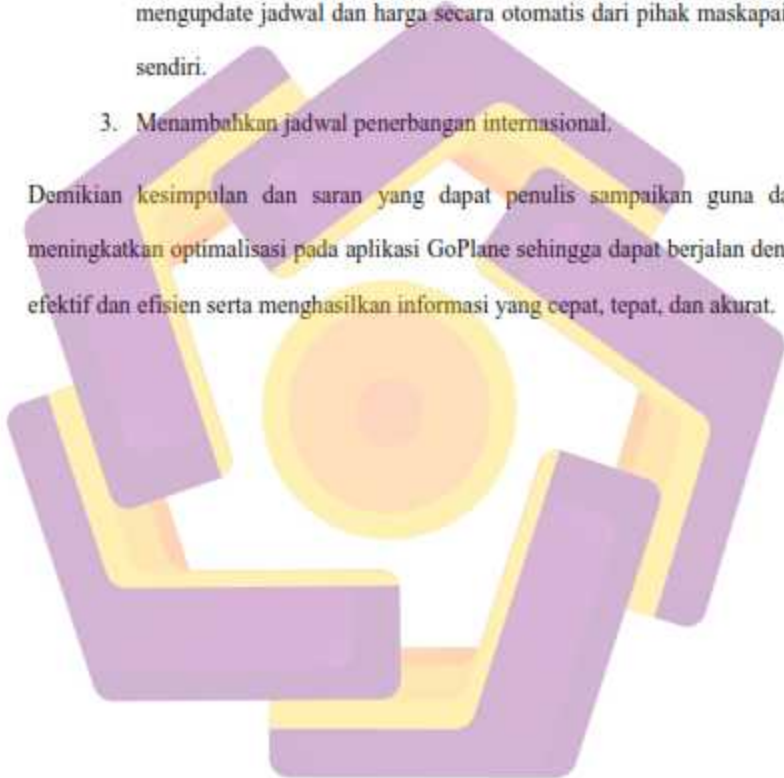 mengupdate jadwal dan harga secara otomatis dari pihak maskapai
sendiri.
3. Menambahkan jadwal penerbangan internasional.
Demikian kesimpulan dan saran yang dapat penulis sampaikan guna da
meningkatkan optimalisasi pada aplikasi GoPlane sehingga dapat berjalan den
efektif dan efisien serta menghasilkan informasi yang cepat, tepat, dan akurat.